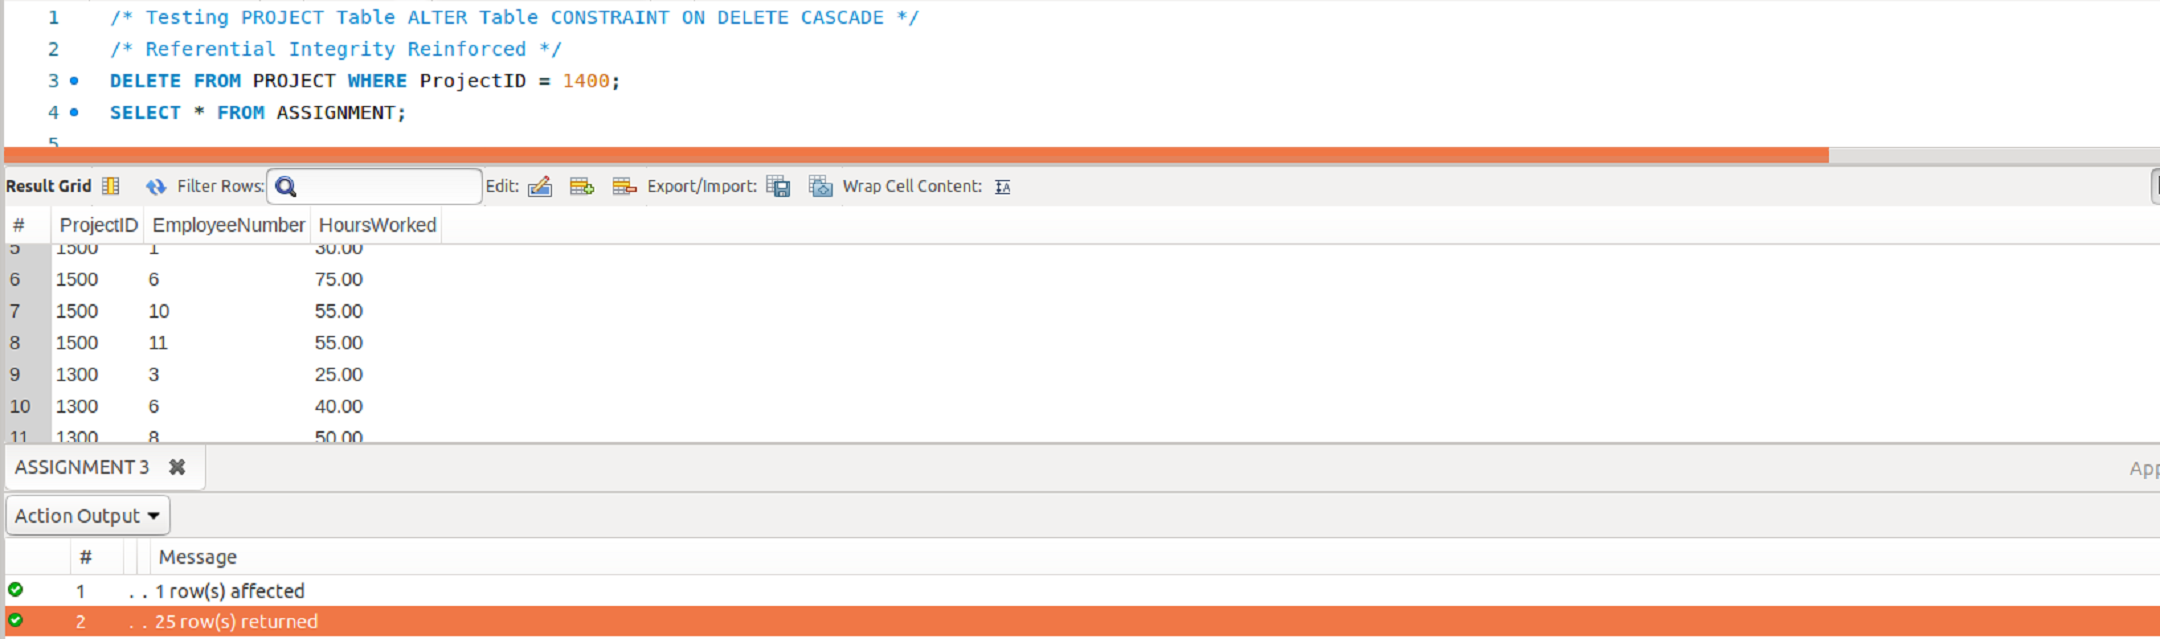 1 /* Testing PROJECT Table ALTER Table CONSTRAINT ON DELETE CASCADE */
2 /* Referential Integrity Reinforced */
3 DELETE FROM PROJECT WHERE ProjectID = 1400;
4 SELECT * FROM ASSIGNMENT;
5
Result Grid Filter Rows: Edit: Export/Import: Wrap Cell Content:
# ProjectID EmployeeNumber HoursWorked
5 1500 1 30.00
6 1500 6 75.00
7 1500 10 55.00
8 1500 11 55.00
9 1300 3 25.00
10 1300 6 40.00
11 1300 8 50.00
ASSIGNMENT 3
App
Action Output
# Message
1 . . 1 row(s) affected
2 . . 25 row(s) returned